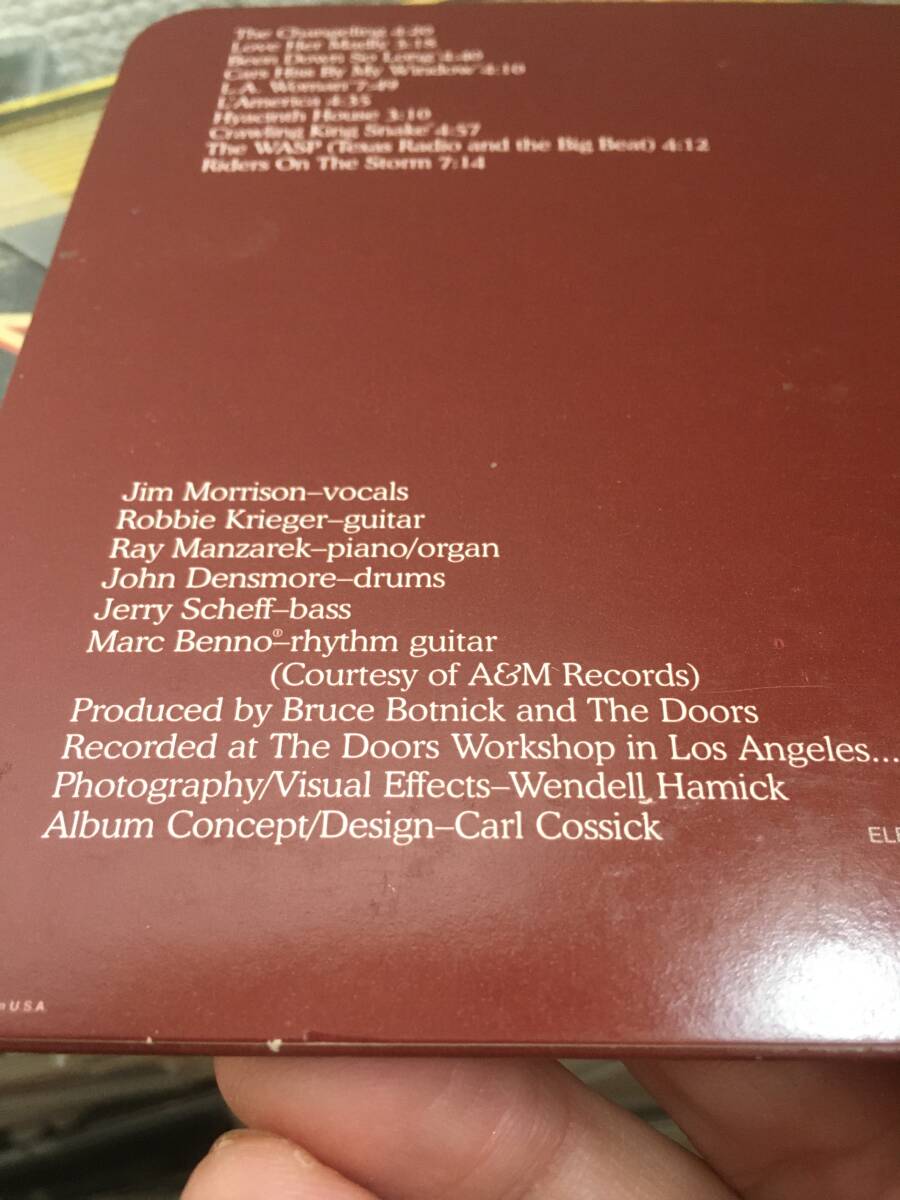 The Changeling 4:20
Love Her Madly 3:18
Been Down So Long 4:40
Cars Hiss By My Window 4:10
L.A. Woman 7:49
L'America 4:35
Hyacinth House 3:10
Crawling King Snake 4:57
The WASP (Texas Radio and the Big Beat) 4:12
Riders On The Storm 7:14
Jim Morrison–vocals
Robbie Krieger–guitar
Ray Manzarek–piano/organ
John Densmore–drums
Jerry Scheff–bass
Marc Benno®–rhythm guitar
(Courtesy of A&M Records)
Produced by Bruce Botnick and The Doors
Recorded at The Doors Workshop in Los Angeles...
Photography/Visual Effects–Wendell Hamick
Album Concept/Design–Carl Cossick
ELE
USA